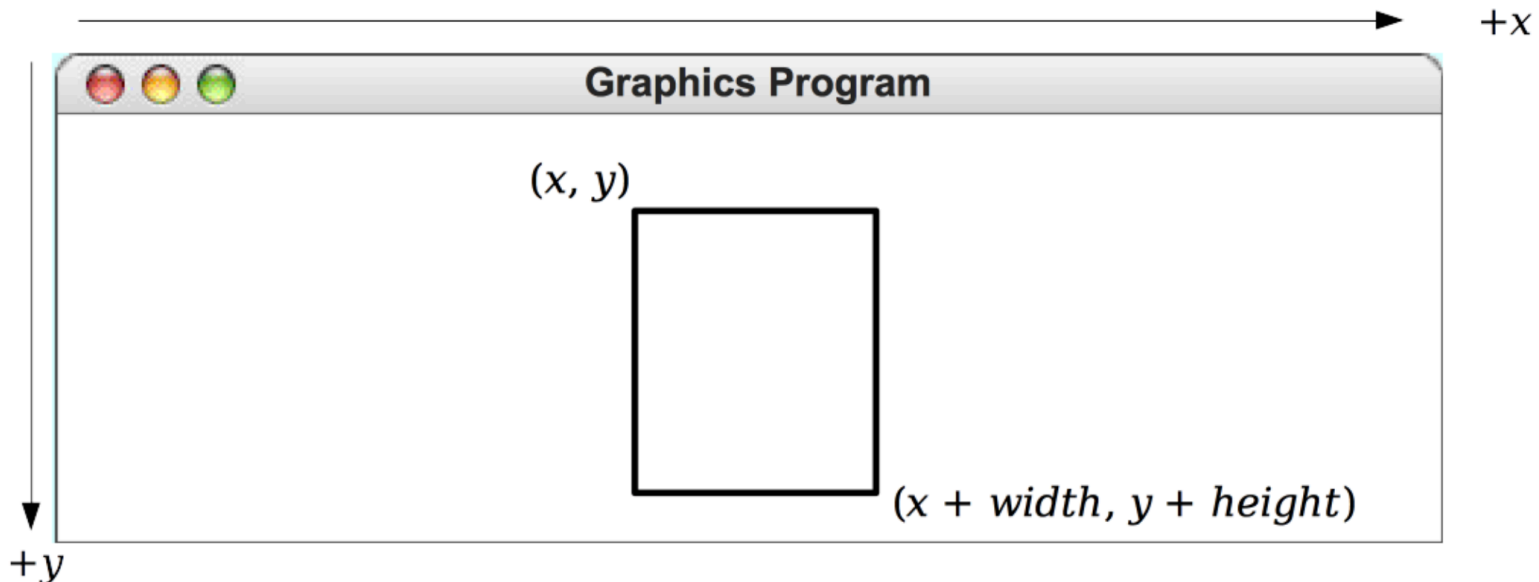 +x
Graphics Program
(x, y)
(x + width, y + height)
+y